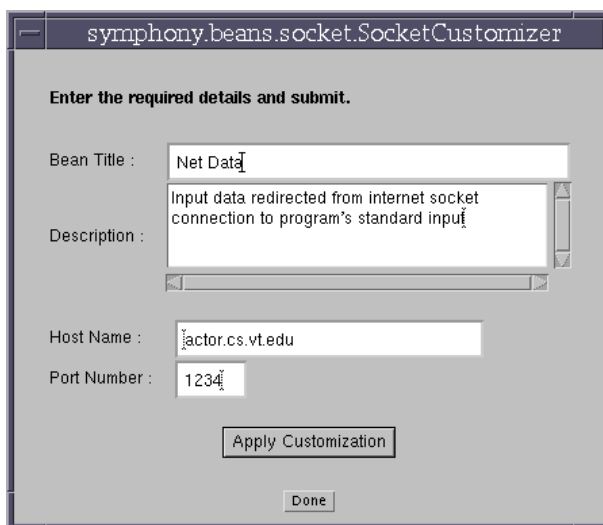 symphony.beans.socket.SocketCustomizer
Enter the required details and submit.
Bean Title :
Net Data
Description :
Input data redirected from internet socket
connection to program's standard input
Host Name :
actor.cs.vt.edu
Port Number :
1234
Apply Customization
Done